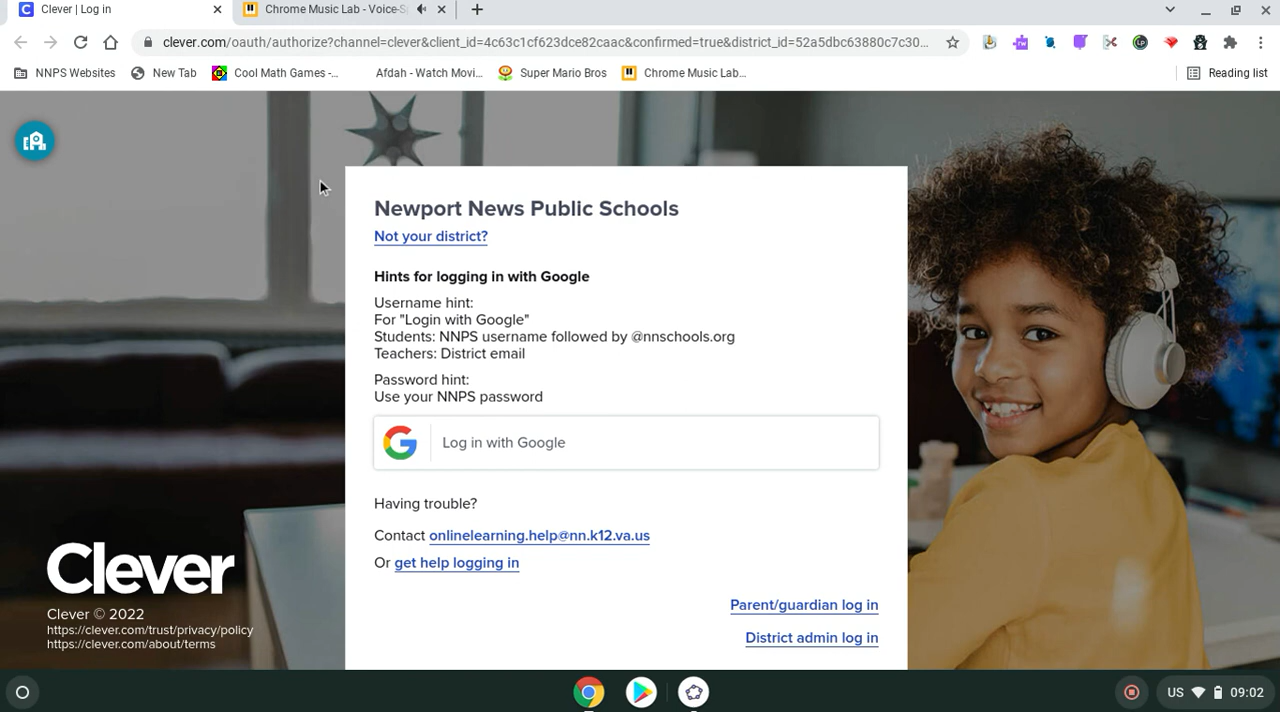 Clever | Log in
Chrome Music Lab - Voice-S
clever.com/oauth/authorize?channel=clever&client_id=4c63c1cf623dce82caac&confirmed=true&district_id=52a5dbc63880c7c30...
NNPS Websites
New Tab
Cool Math Games -...
Afdah - Watch Movi...
Super Mario Bros
Chrome Music Lab...
Reading list
Newport News Public Schools
Not your district?
Hints for logging in with Google
Username hint:
For "Login with Google"
Students: NNPS username followed by @nnschools.org
Teachers: District email
Password hint:
Use your NNPS password
Log in with Google
Having trouble?
Contact onlinelearning.help@nn.k12.va.us
Or get help logging in
Parent/guardian log in
District admin log in
Clever
Clever © 2022
https://clever.com/trust/privacy/policy
https://clever.com/about/terms
US
09:02